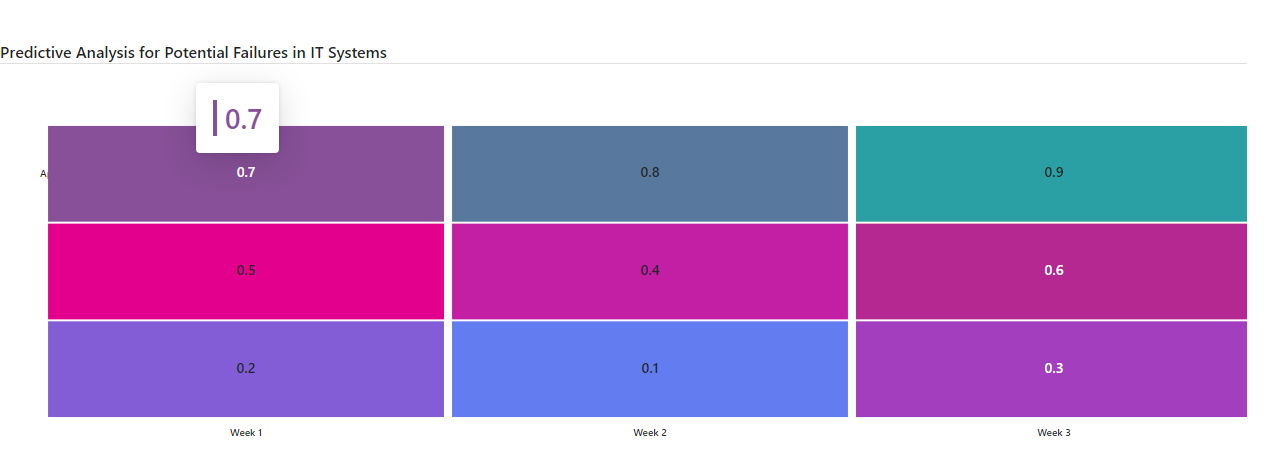 Predictive Analysis for Potential Failures in IT Systems
0.7
0.7 0.8 0.9
0.5 0.4 0.6
0.2 0.1 0.3
Week 1 Week 2 Week 3